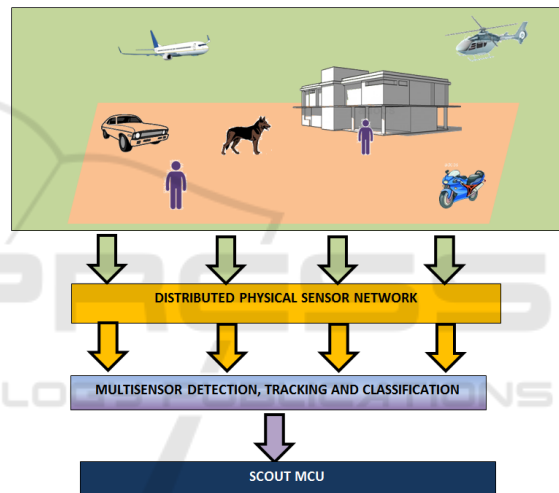 DISTRIBUTED PHYSICAL SENSOR NETWORK
MULTISENSOR DETECTION, TRACKING AND CLASSIFICATION
SCOUT MCU